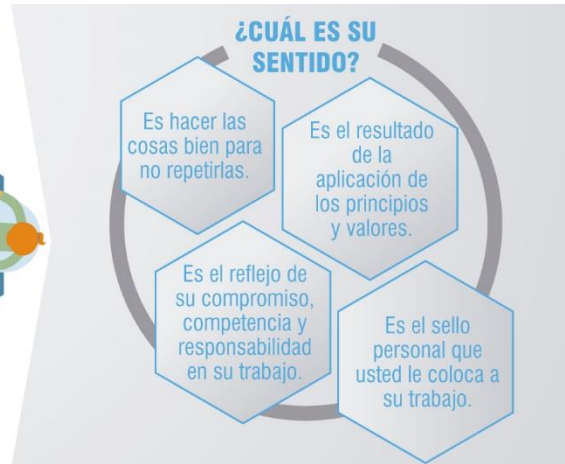 ¿CUÁL ES SU
SENTIDO?
Es hacer las
cosas bien para
no repetirlas.
Es el resultado
de la
aplicación de
los principios
y valores.
Es el reflejo de
su compromiso,
competencia y
responsabilidad
en su trabajo.
Es el sello
personal que
usted le coloca a
su trabajo.